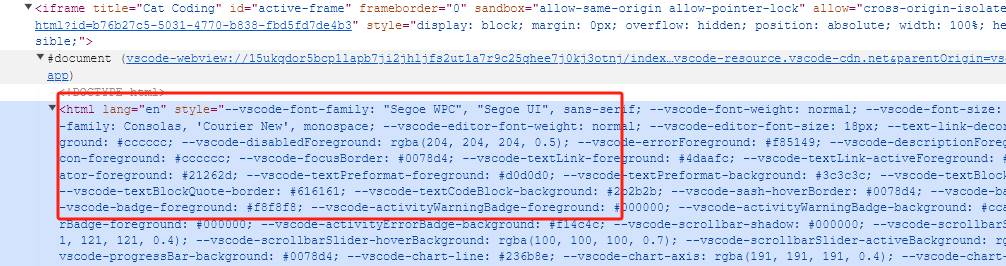 <iframe title="Cat Coding" id="active-frame" frameborder="0" sandbox="allow-same-origin allow-pointer-lock" allow="cross-origin-isolate
html?id=b76b27c5-5031-4770-b838-fbd5fd7de4b3" style="display: block; margin: 0px; overflow: hidden; position: absolute; width: 100%; he
sible;">
#document (vscode-webview://15ukqdor5bcp1lapb7ji2jhljfs2ut1a7r9c25qhee7j0kj3otnj/index…vscode-resource.vscode-cdn.net&parentOrigin=vs
app)
<!DOCTYPE html>
<html lang="en" style="--vscode-font-family: "Segoe WPC", "Segoe UI", sans-serif; --vscode-font-weight: normal; --vscode-font-size:
-family: Consolas, 'Courier New', monospace; --vscode-editor-font-weight: normal; --vscode-editor-font-size: 18px; --text-link-deco
ground: #cccccc; --vscode-disabledForeground: rgba(204, 204, 204, 0.5); --vscode-errorForeground: #f85149; --vscode-descriptionFore
con-foreground: #cccccc; --vscode-focusBorder: #0078d4; --vscode-textLink-foreground: #4daafc; --vscode-textLink-activeForeground:
ator-foreground: #21262d; --vscode-textPreformat-foreground: #d0d0d0; --vscode-textPreformat-background: #3c3c3c; --vscode-textBloc
--vscode-textBlockQuote-border: #616161; --vscode-textCodeBlock-background: #2b2b2b; --vscode-sash-hoverBorder: #0078d4; --vscode-ba
-vscode-badge-foreground: #f8f8f8; --vscode-activityWarningBadge-foreground: #000000; --vscode-activityWarningBadge-background: #cca
rBadge-foreground: #000000; --vscode-activityErrorBadge-background: #f14c4c; --vscode-scrollbar-shadow: #000000; --vscode-scrollbarS
1, 121, 121, 0.4); --vscode-scrollbarSlider-hoverBackground: rgba(100, 100, 100, 0.7); --vscode-scrollbarSlider-activeBackground: r
vscode-progressBar-background: #0078d4; --vscode-chart-line: #236b8e; --vscode-chart-axis: rgba(191, 191, 191, 0.4); --vscode-chart